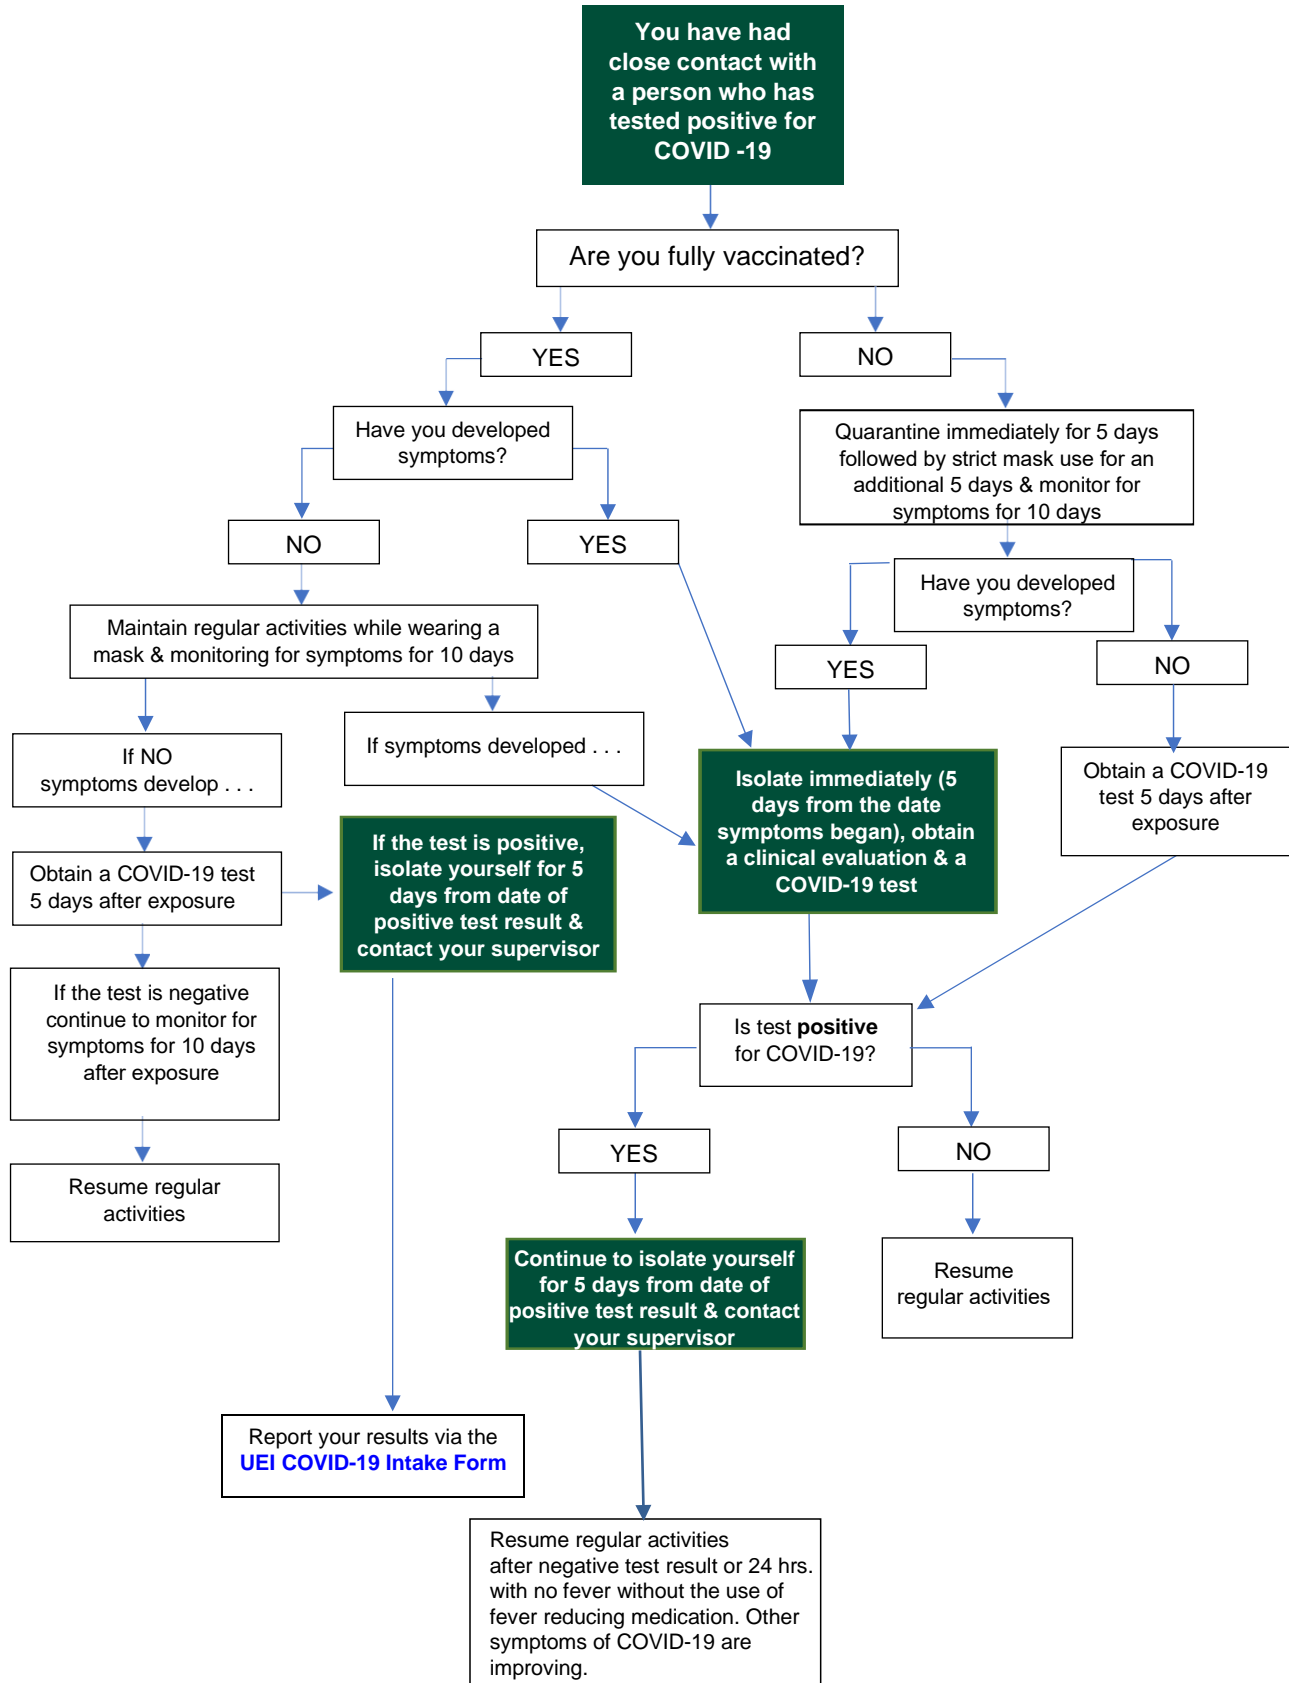 You have had
close contact with
a person who has
tested positive for
COVID -19
Are you fully vaccinated?
YES
NO
Have you developed
symptoms?
Quarantine immediately for 5 days
followed by strict mask use for an
additional 5 days & monitor for
symptoms for 10 days
NO
YES
Have you developed
symptoms?
Maintain regular activities while wearing a
mask & monitoring for symptoms for 10 days
YES
NO
If NO
symptoms develop . . .
If symptoms developed . . .
Isolate immediately (5
days from the date
symptoms began), obtain
a clinical evaluation & a
COVID-19 test
Obtain a COVID-19
test 5 days after
exposure
Obtain a COVID-19 test
5 days after exposure
If the test is positive,
isolate yourself for 5
days from date of
positive test result &
contact your supervisor
If the test is negative
continue to monitor for
symptoms for 10 days
after exposure
Is test positive
for COVID-19?
Resume regular
activities
YES
NO
Continue to isolate yourself
for 5 days from date of
positive test result & contact
your supervisor
Resume
regular activities
Report your results via the
UEI COVID-19 Intake Form
Resume regular activities
after negative test result or 24 hrs.
with no fever without the use of
fever reducing medication. Other
symptoms of COVID-19 are
improving.